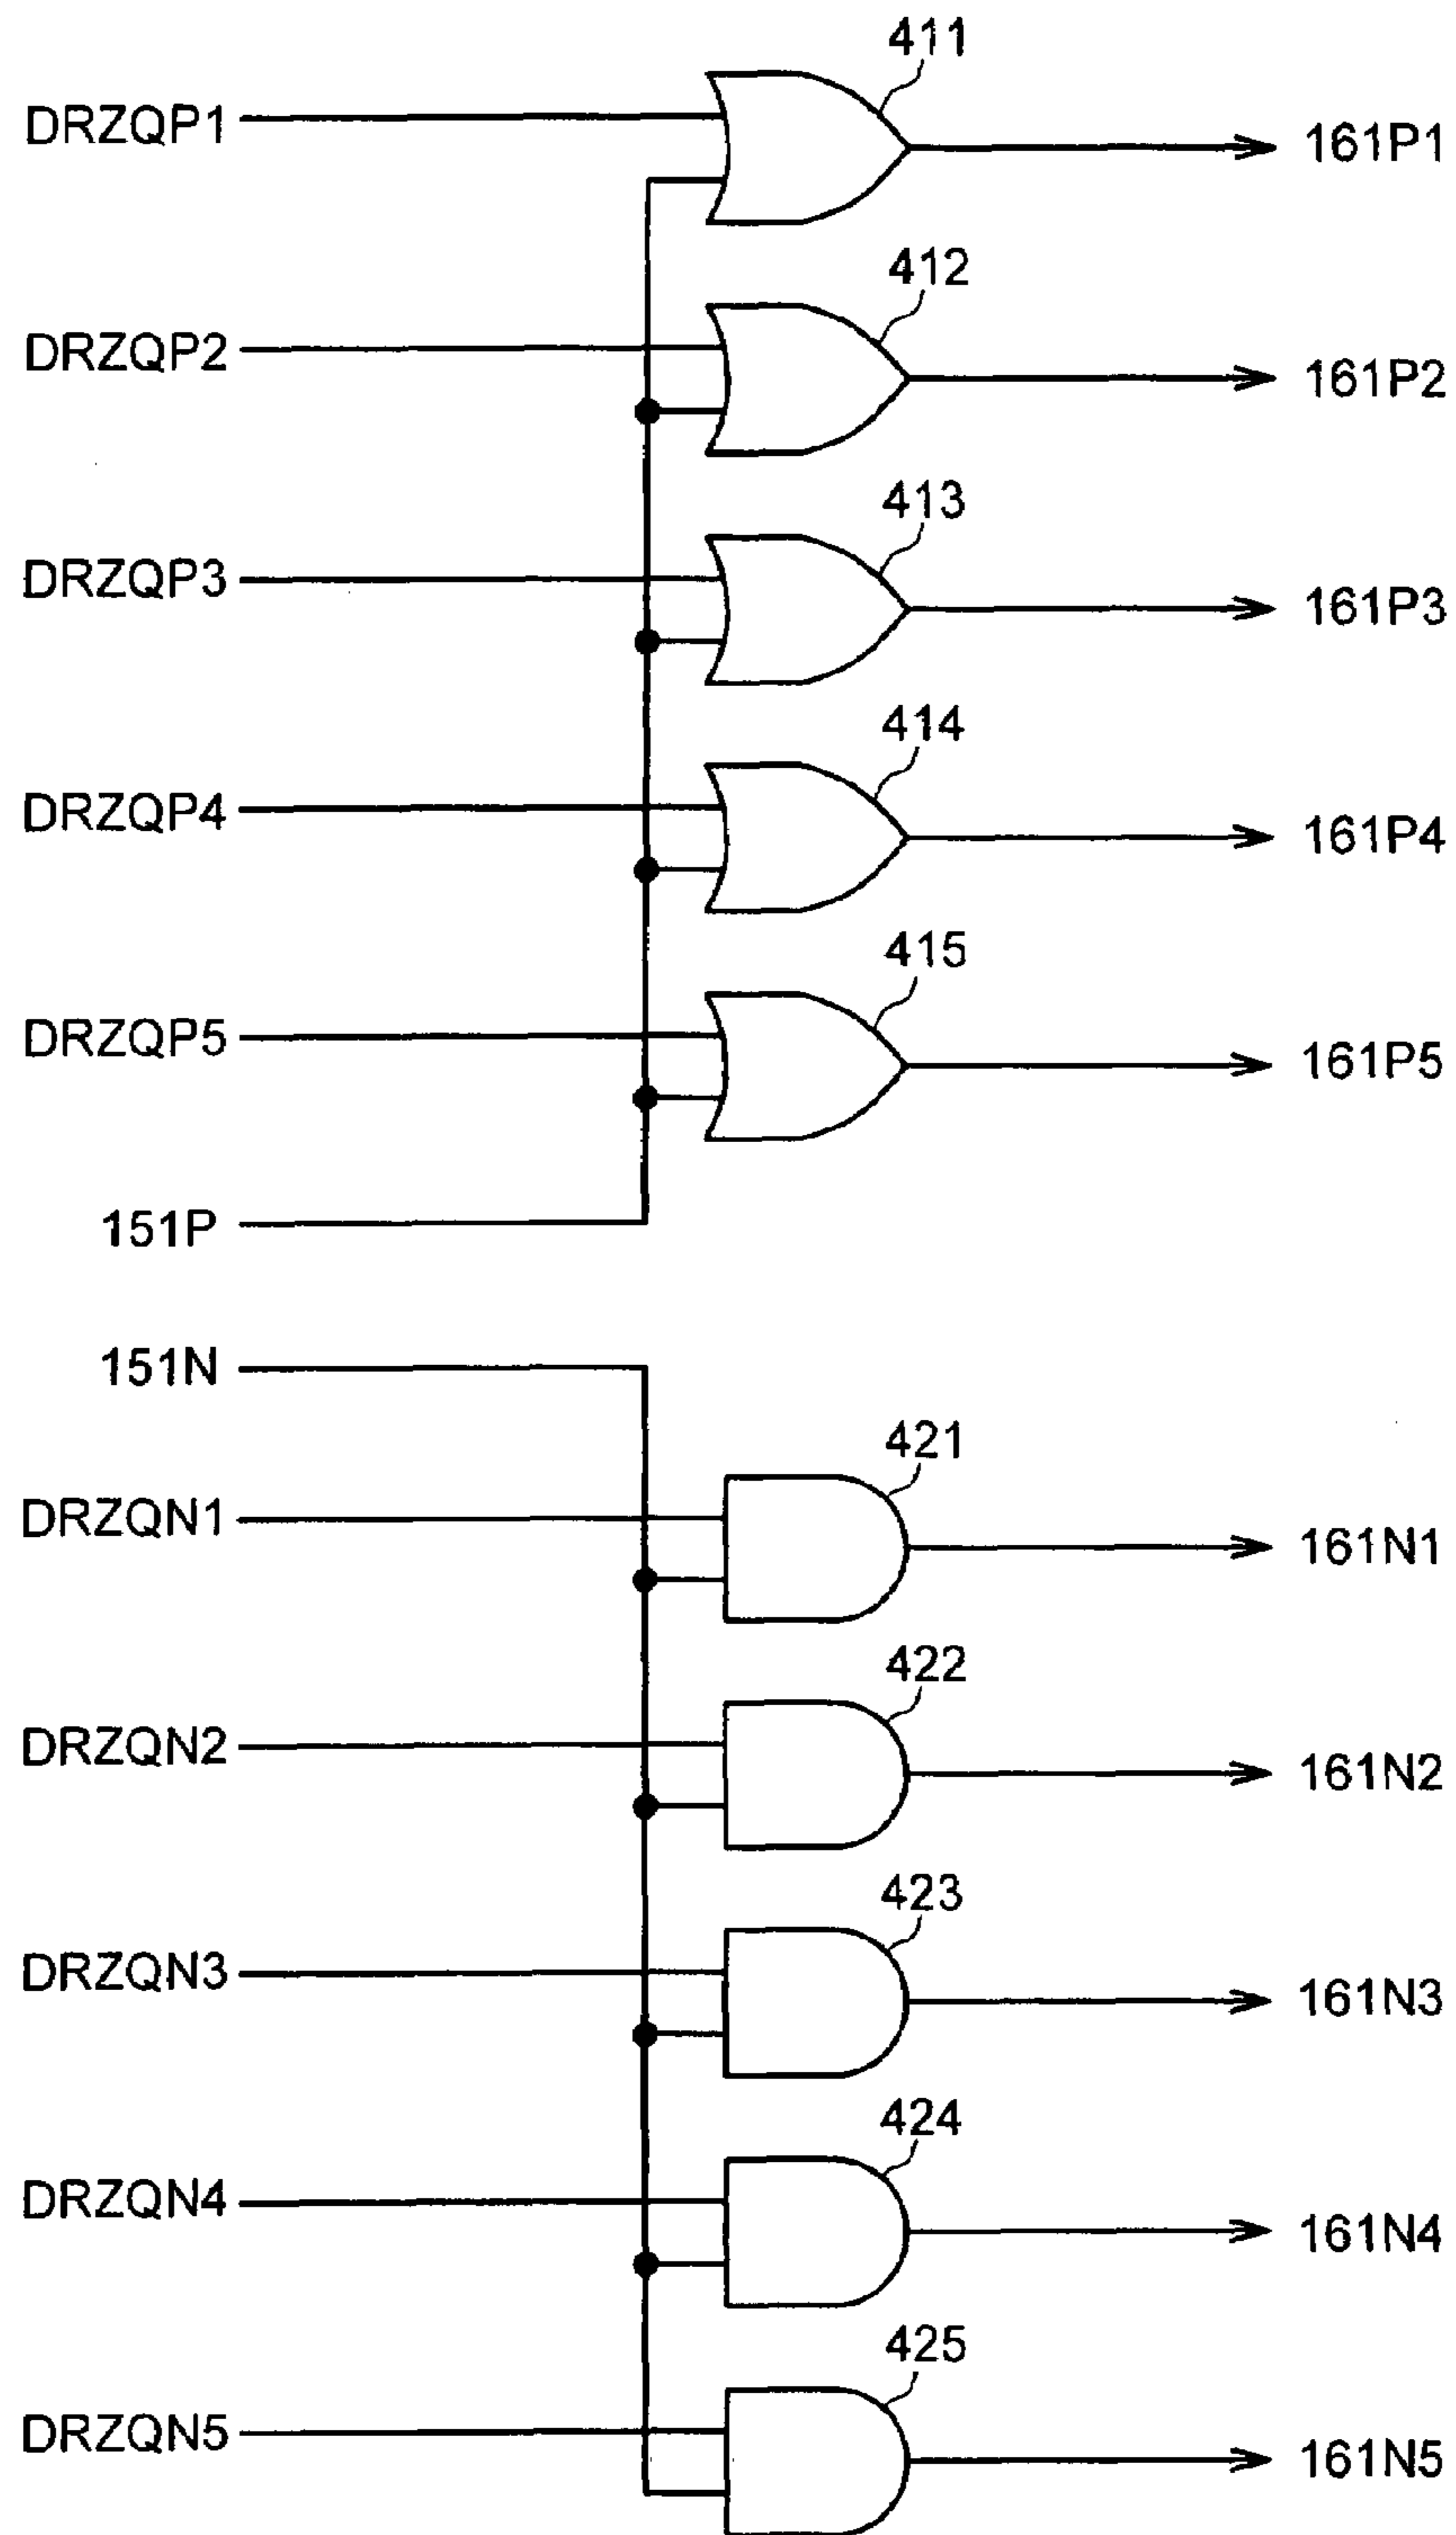 411
DRZQP1
161P1
412
DRZQP2
161P2
413
DRZQP3
161P3
414
DRZQP4
161P4
415
DRZQP5
161P5
151P
151N
421
DRZQN1
161N1
422
DRZQN2
161N2
423
DRZQN3
161N3
424
DRZQN4
161N4
425
DRZQN5
161N5